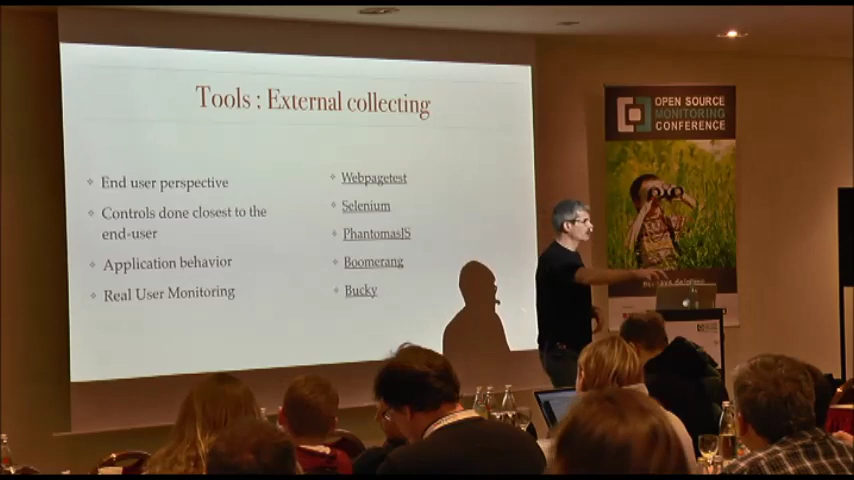 Tools : External collecting
End user perspective
Controls done closest to the
end-user
Application behavior
Real User Monitoring
Webpagetest
Selenium
PhantomasJS
Boomerang
Bucky
OPEN SOURCE
MONITORING
CONFERENCE